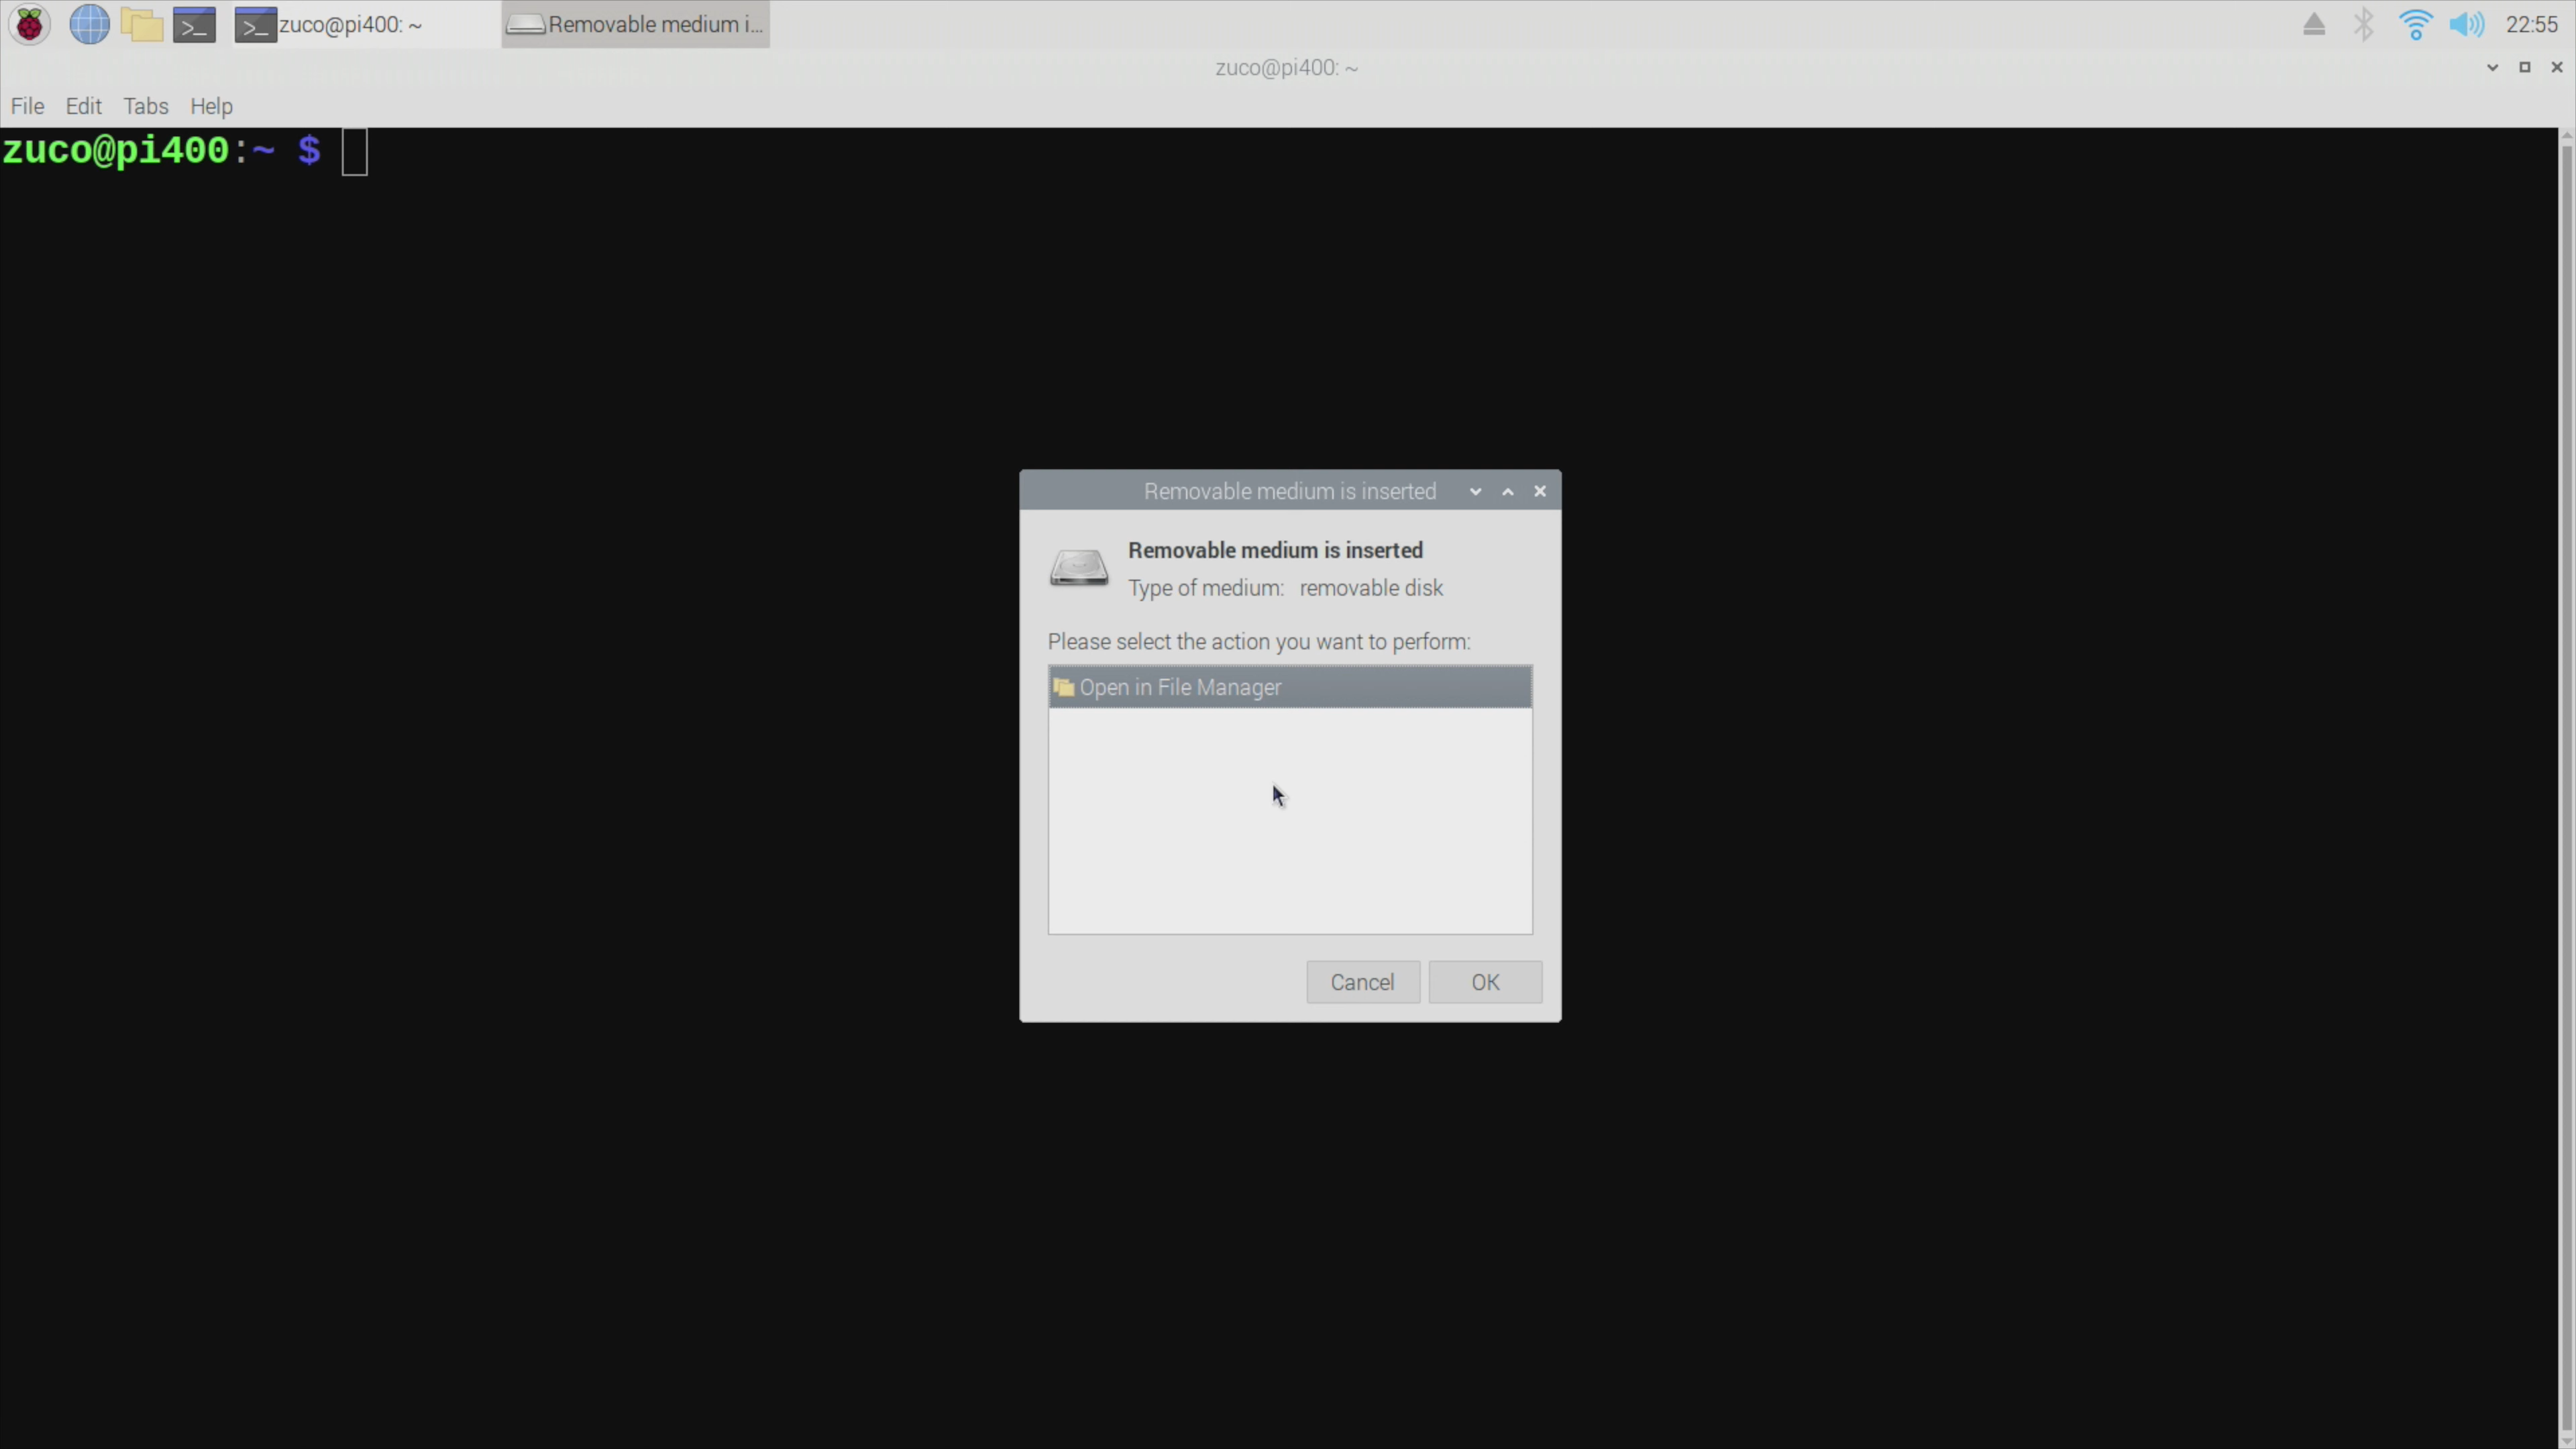 zuco@pi400: ~
Removable medium i...
22:55
zuco@pi400: ~
File Edit Tabs Help
zuco@pi400:~ $
Removable medium is inserted
Removable medium is inserted
Type of medium: removable disk
Please select the action you want to perform:
Open in File Manager
Cancel OK